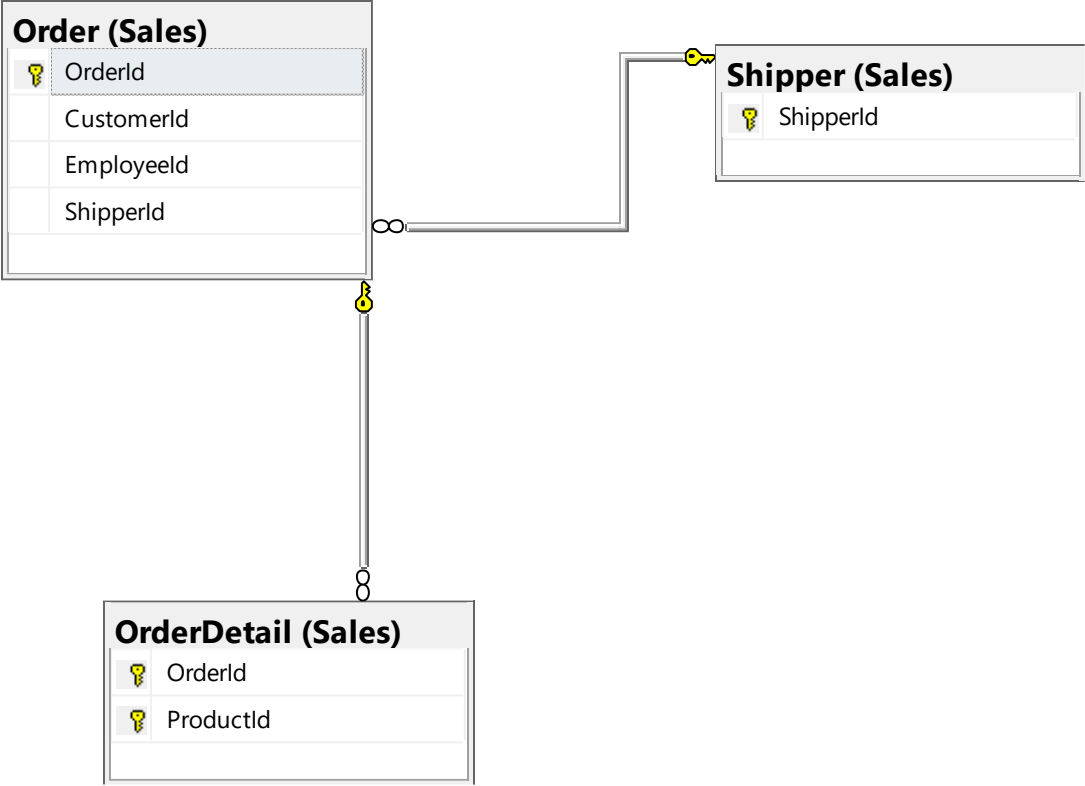 Order (Sales)
OrderId
CustomerId
EmployeeId
ShipperId
Shipper (Sales)
ShipperId
OrderDetail (Sales)
OrderId
ProductId